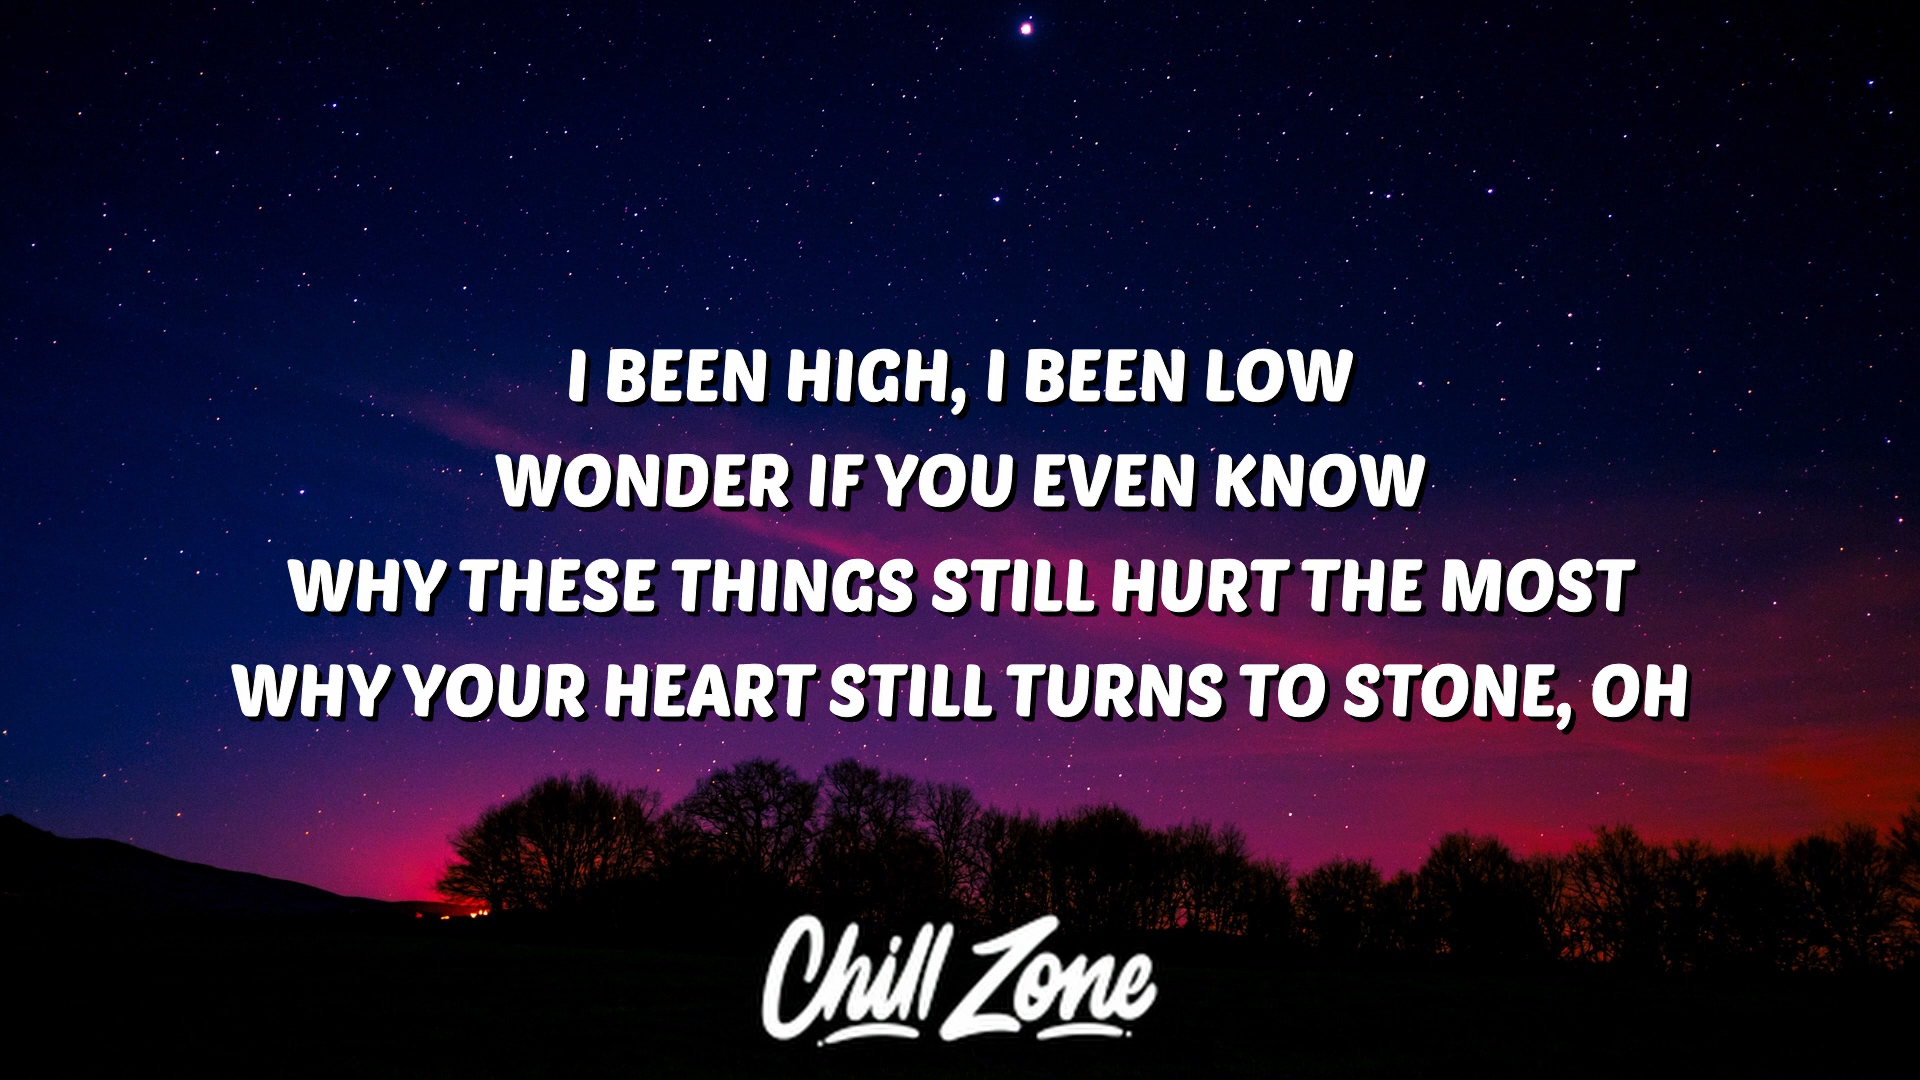 I BEEN HIGH, I BEEN LOW
WONDER IF YOU EVEN KNOW
WHY THESE THINGS STILL HURT THE MOST
WHY YOUR HEART STILL TURNS TO STONE, OH
Chill Zone